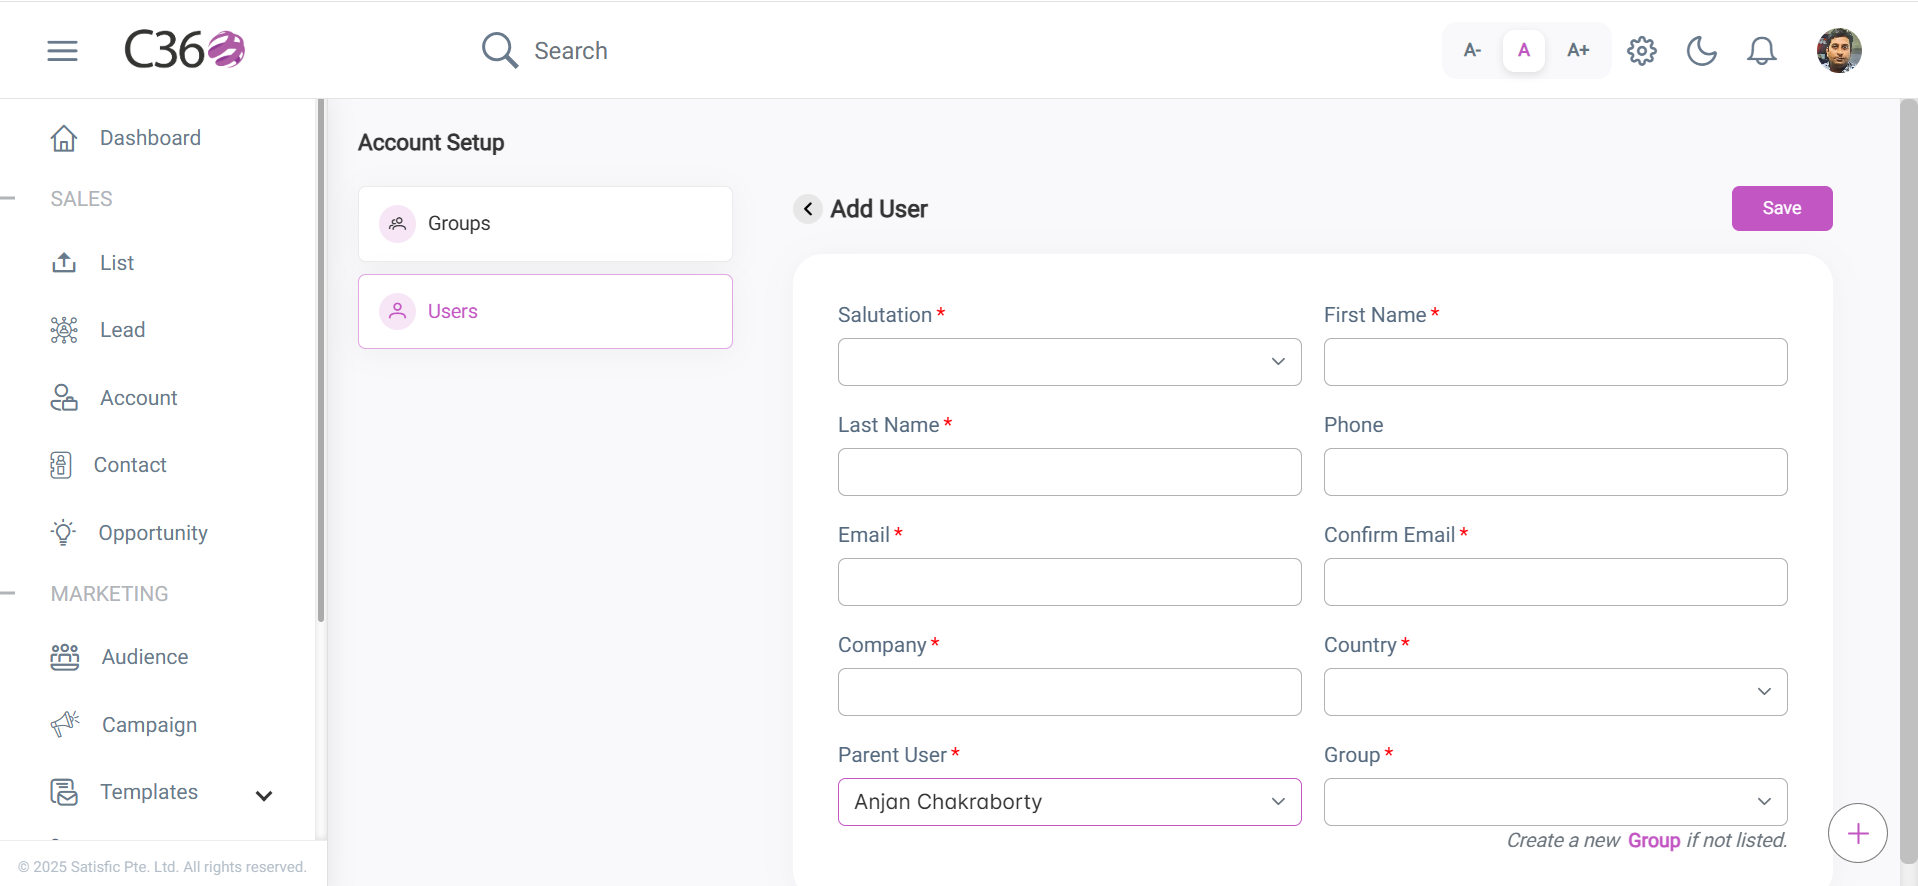 C360
Search
A-
A
A+
Dashboard
SALES
List
Lead
Account
Contact
Opportunity
MARKETING
Audience
Campaign
Templates
© 2025 Satisfic Pte. Ltd. All rights reserved.
Account Setup
Groups
Users
Add User
Save
Salutation *
First Name *
Last Name *
Phone
Email *
Confirm Email *
Company *
Country *
Parent User *
Group *
Anjan Chakraborty
Create a new Group if not listed.